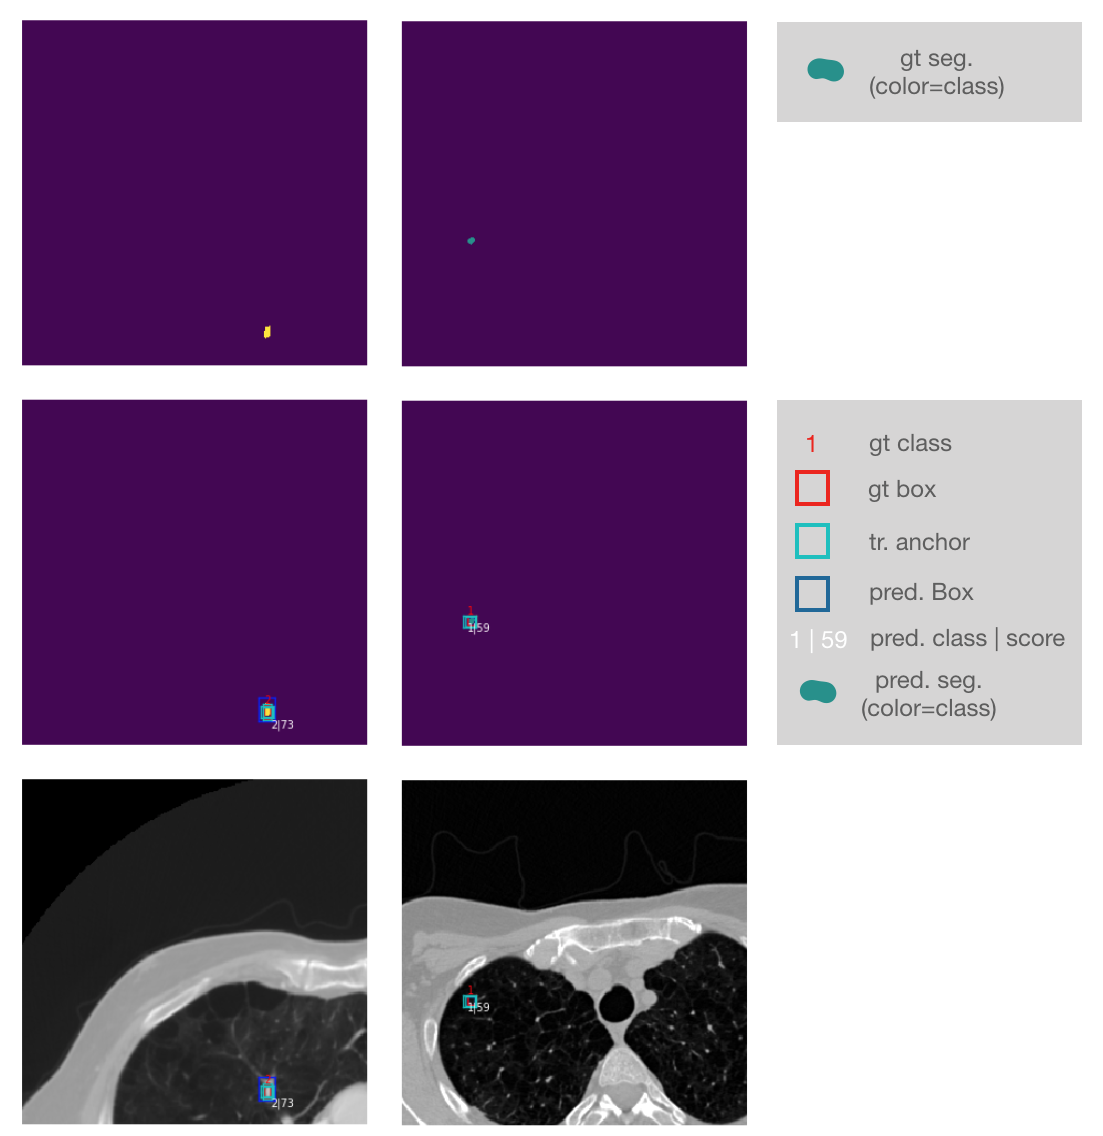 gt seg.
(color=class)
1
1|59
2
2|73
1 gt class
gt box
tr. anchor
pred. Box
1 | 59 pred. class | score
pred. seg.
(color=class)
1
1|59
2|73